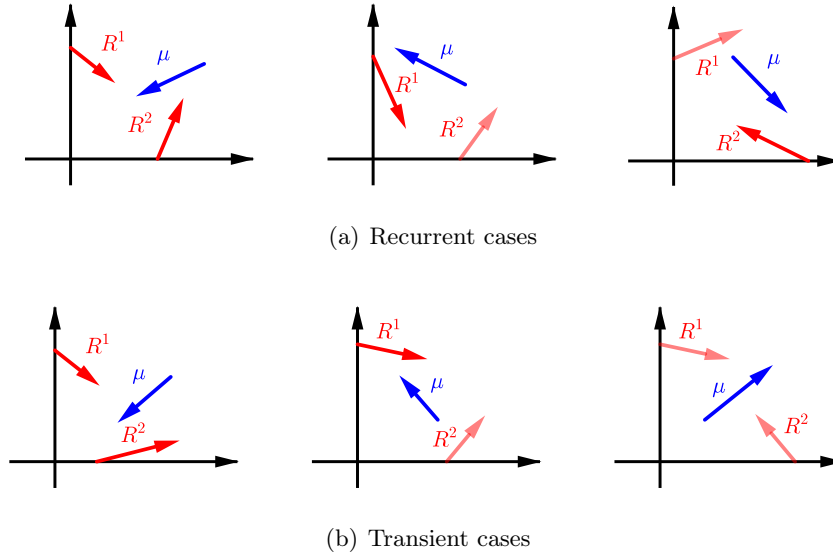 R¹ μ R²
μ R¹ R²
R¹ μ R²
(a) Recurrent cases
R¹ μ R²
R¹ μ R²
R¹ μ R²
(b) Transient cases